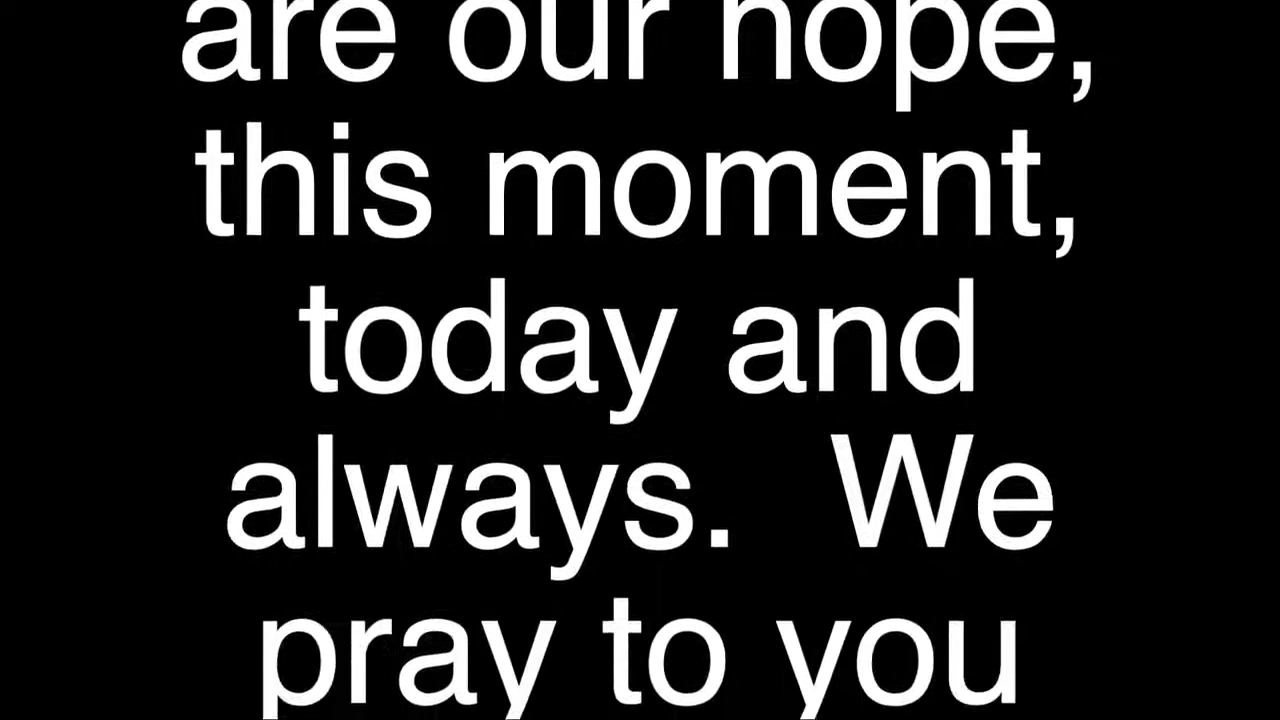 are our hope,
this moment,
today and
always.  We
pray to you